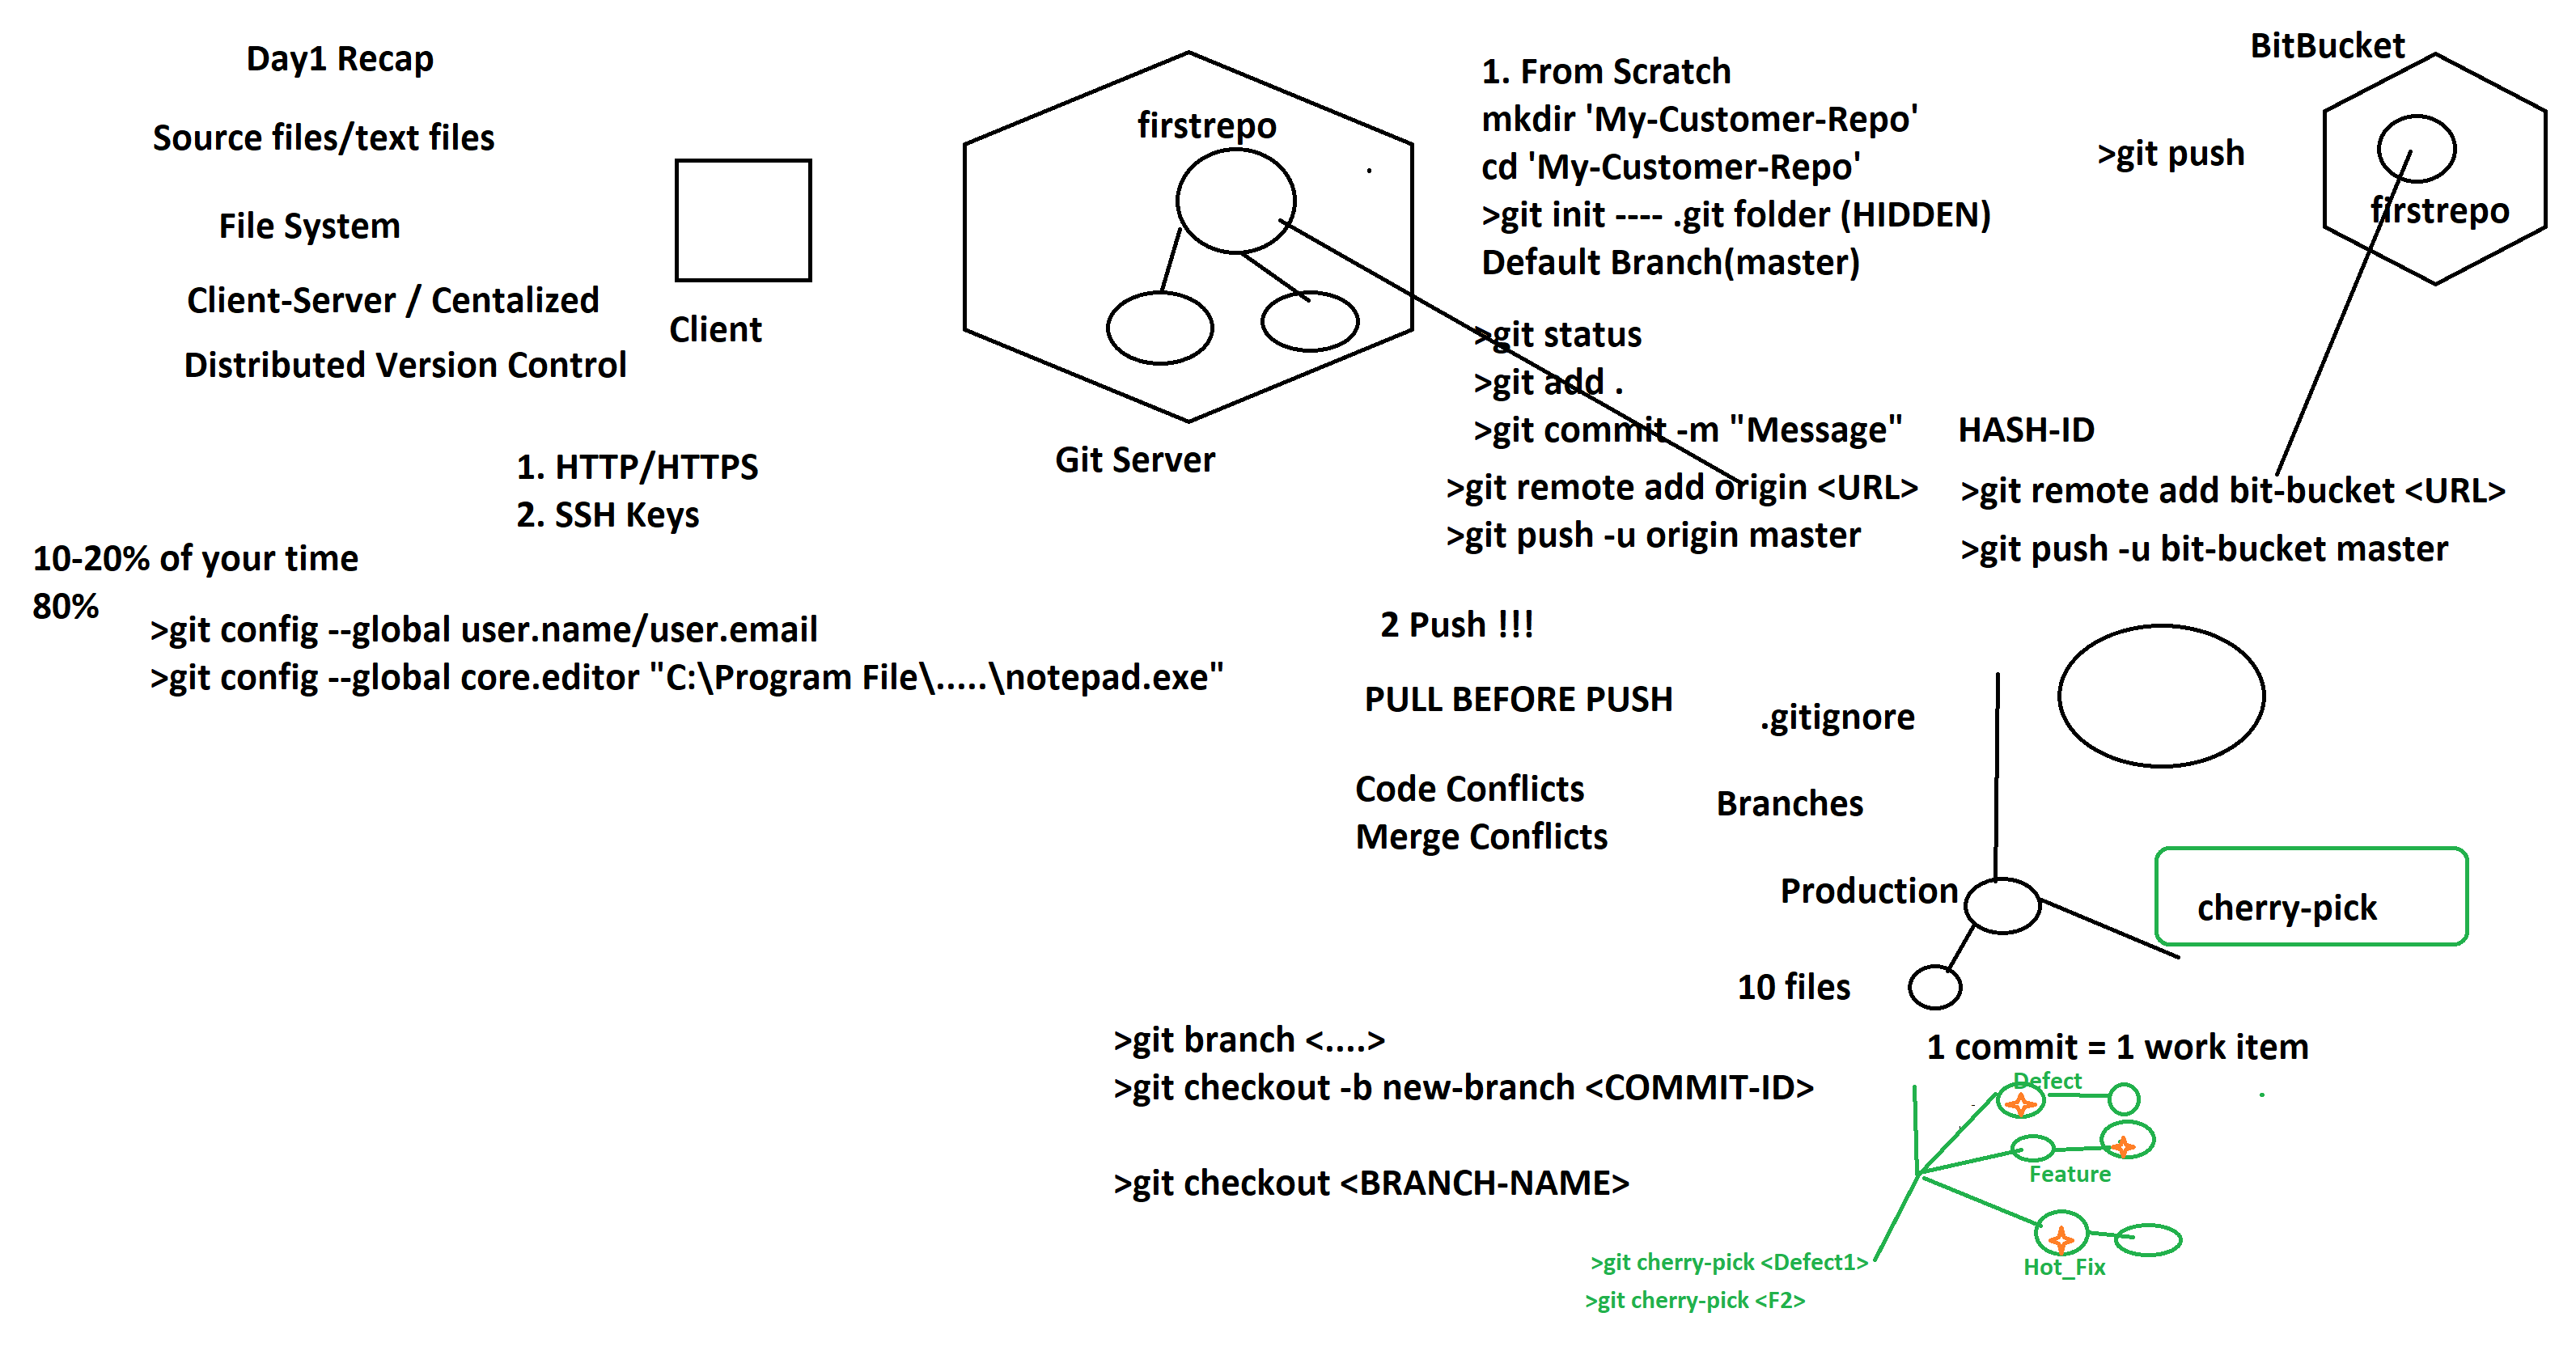 Day1 Recap
Source files/text files
File System
Client-Server / Centalized
Distributed Version Control
Client
1. HTTP/HTTPS
2. SSH Keys
10-20% of your time
80%
>git config --global user.name/user.email
>git config --global core.editor "C:\Program File\.....\notepad.exe"
firstrepo
Git Server
1. From Scratch
mkdir 'My-Customer-Repo'
cd 'My-Customer-Repo'
>git init ---- .git folder (HIDDEN)
Default Branch(master)
>git status
>git add .
>git commit -m "Message"
HASH-ID
>git remote add origin <URL>
>git push -u origin master
BitBucket
>git push
firstrepo
>git remote add bit-bucket <URL>
>git push -u bit-bucket master
2 Push !!!
PULL BEFORE PUSH
Code Conflicts
Merge Conflicts
.gitignore
Branches
Production
cherry-pick
10 files
1 commit = 1 work item
>git branch <....>
>git checkout -b new-branch <COMMIT-ID>
>git checkout <BRANCH-NAME>
Defect
Feature
Hot_Fix
>git cherry-pick <Defect1>
>git cherry-pick <F2>